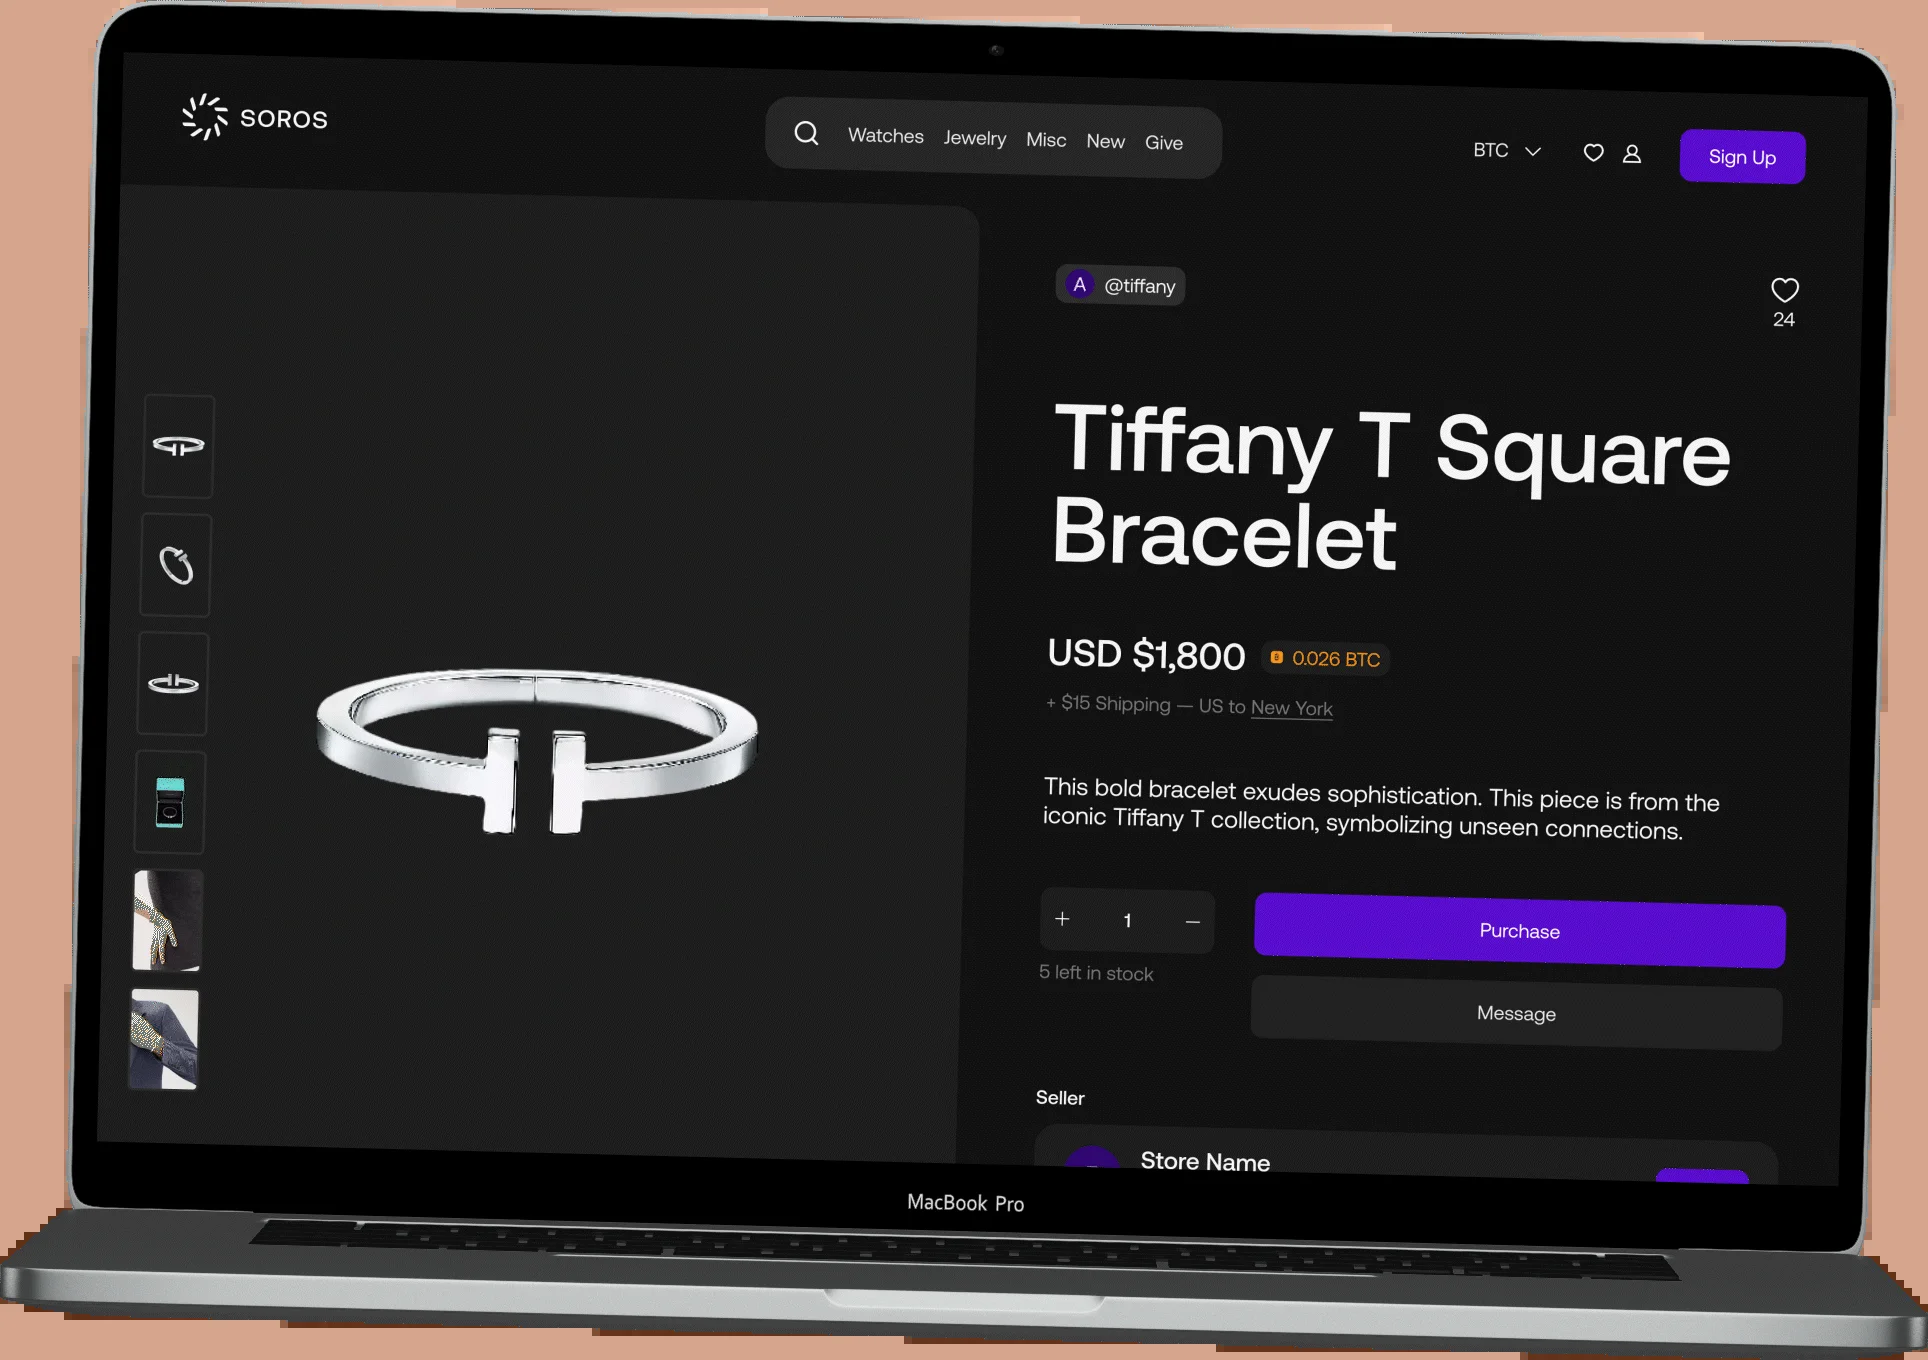 SOROS
Watches Jewelry Misc New Give
BTC
Sign Up
A @tiffany
24
Tiffany T Square
Bracelet
USD $1,800 0.026 BTC
+ $15 Shipping — US to New York
This bold bracelet exudes sophistication. This piece is from the
iconic Tiffany T collection, symbolizing unseen connections.
+ 1 −
Purchase
5 left in stock
Message
Seller
Store Name
MacBook Pro